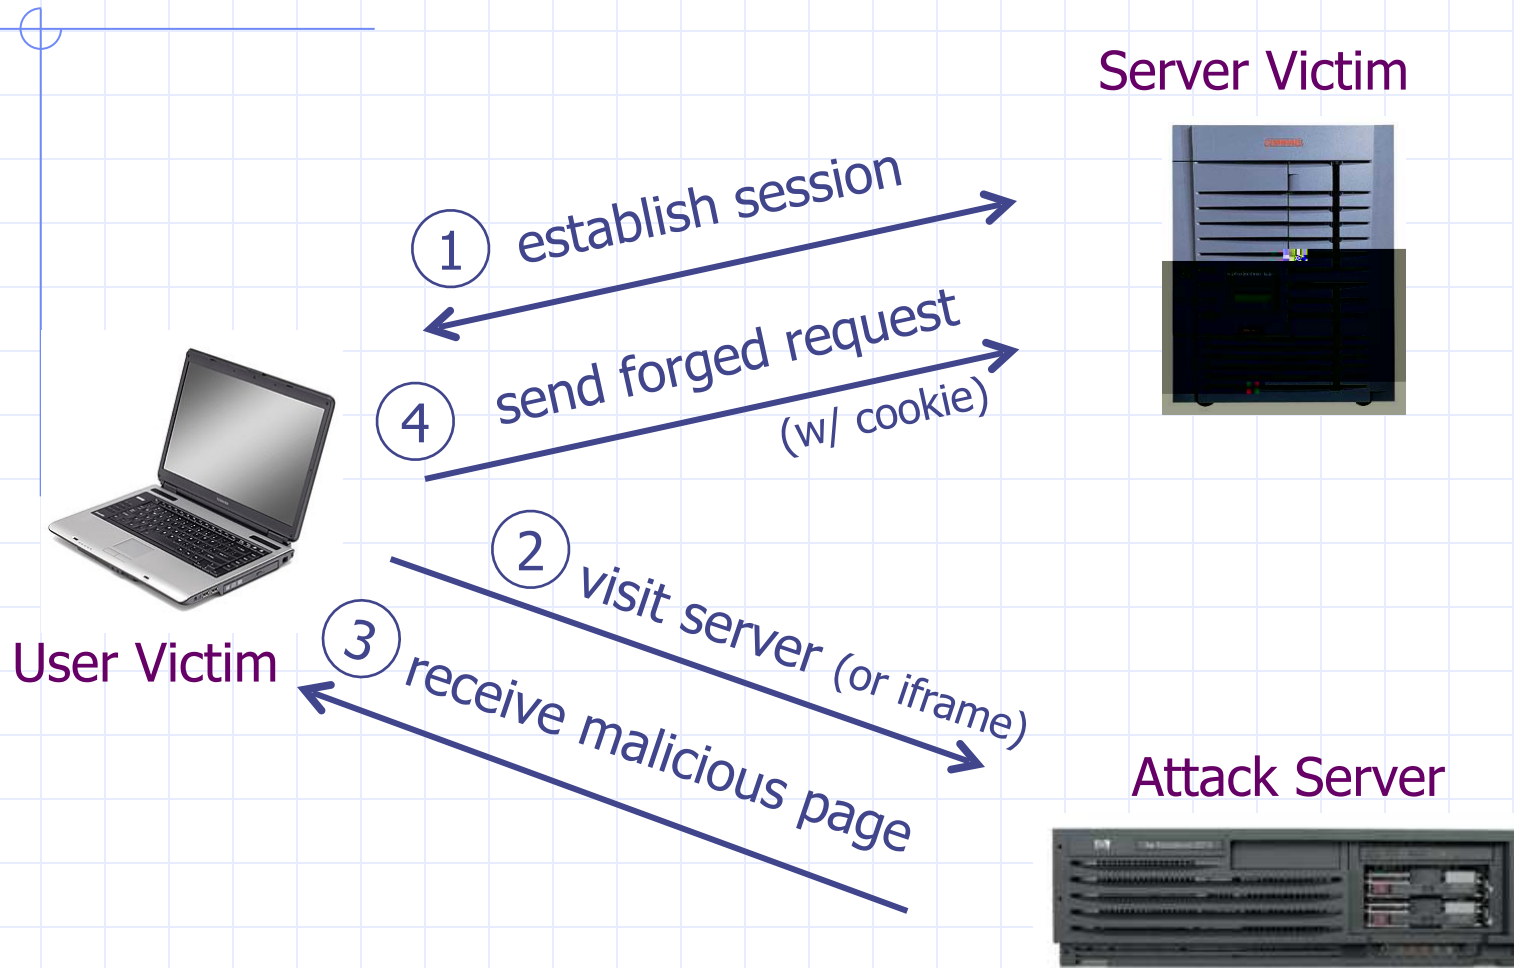 Server Victim
1 establish session
4 send forged request
(w/ cookie)
2 visit server (or iframe)
3 receive malicious page
User Victim
Attack Server